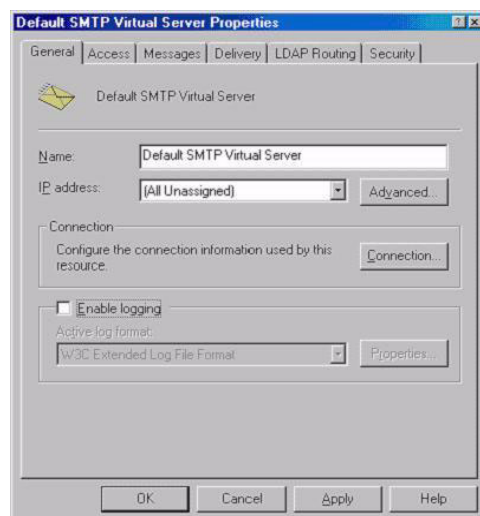 Default SMTP Virtual Server Properties
General Access Messages Delivery LDAP Routing Security
Default SMTP Virtual Server
Name: Default SMTP Virtual Server
IP address: (All Unassigned) Advanced...
Connection
Configure the connection information used by this
resource.
Connection...
Enable logging
Active log format:
W3C Extended Log File Format Properties...
OK Cancel Apply Help